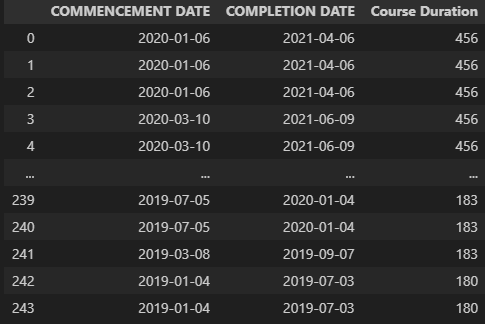 COMMENCEMENT DATE COMPLETION DATE Course Duration
0 2020-01-06 2021-04-06 456
1 2020-01-06 2021-04-06 456
2 2020-01-06 2021-04-06 456
3 2020-03-10 2021-06-09 456
4 2020-03-10 2021-06-09 456
... ... ... ...
239 2019-07-05 2020-01-04 183
240 2019-07-05 2020-01-04 183
241 2019-03-08 2019-09-07 183
242 2019-01-04 2019-07-03 180
243 2019-01-04 2019-07-03 180